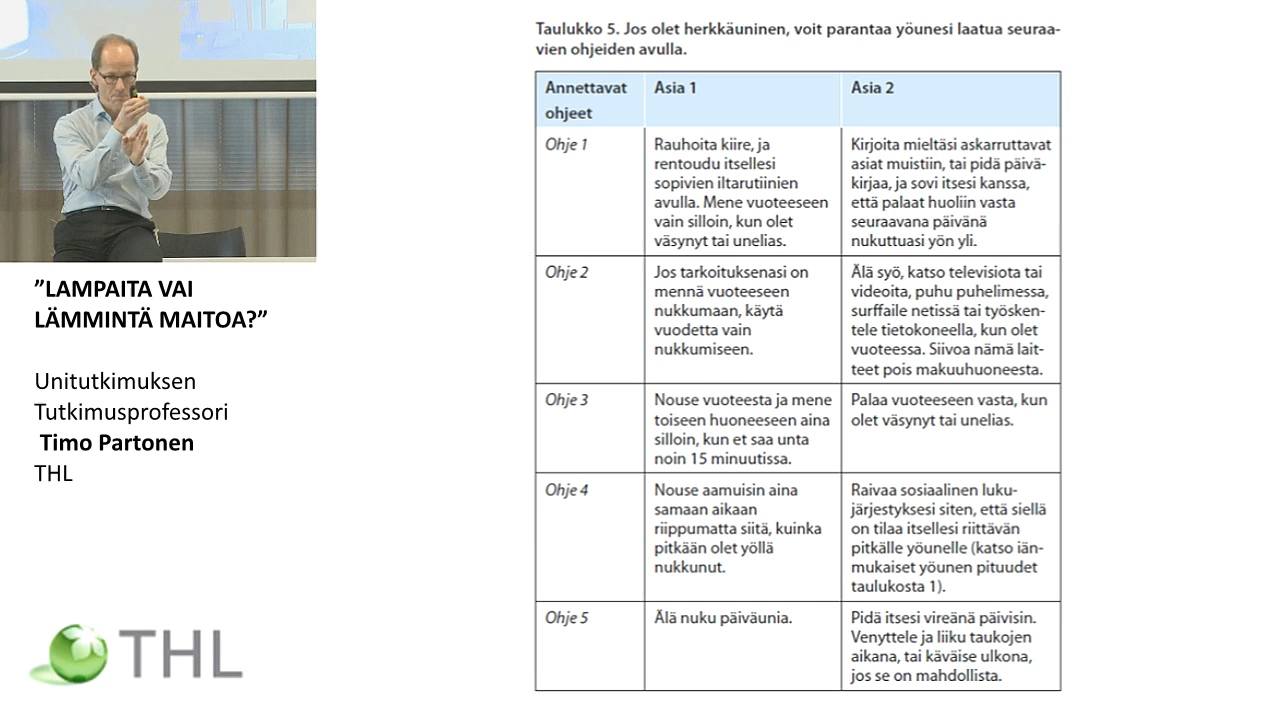 ”LAMPAITA VAI
LÄMMINTÄ MAITOA?”
Unitutkimuksen
Tutkimusprofessori
Timo Partonen
THL
THL
Taulukko 5. Jos olet herkkäuninen, voit parantaa yöunesi laatua seuraa-
vien ohjeiden avulla.
Annettavat
ohjeet
Asia 1
Asia 2
Ohje 1
Rauhoita kiire, ja
rentoudu itsellesi
sopivien iltarutiinien
avulla. Mene vuoteeseen
vain silloin, kun olet
väsynyt tai unelias.
Kirjoita mieltäsi askarruttavat
asiat muistiin, tai pidä päivä-
kirjaa, ja sovi itsesi kanssa,
että palaat huoliin vasta
seuraavana päivänä
nukuttuasi yön yli.
Ohje 2
Jos tarkoituksenasi on
mennä vuoteeseen
nukkumaan, käytä
vuodetta vain
nukkumiseen.
Älä syö, katso televisiota tai
videoita, puhu puhelimessa,
surffaile netissä tai työsken-
tele tietokoneella, kun olet
vuoteessa. Siivoa nämä lait-
teet pois makuuhuoneesta.
Ohje 3
Nouse vuoteesta ja mene
toiseen huoneeseen aina
silloin, kun et saa unta
noin 15 minuutissa.
Palaa vuoteeseen vasta, kun
olet väsynyt tai unelias.
Ohje 4
Nouse aamuisin aina
samaan aikaan
riippumatta siitä, kuinka
pitkään olet yöllä
nukkunut.
Raivaa sosiaalinen luku-
järjestyksesi siten, että siellä
on tilaa itsellesi riittävän
pitkälle yöunelle (katso iän-
mukaiset yöunen pituudet
taulukosta 1).
Ohje 5
Älä nuku päiväunia.
Pidä itsesi vireänä päivisin.
Venyttele ja liiku taukojen
aikana, tai käväise ulkona,
jos se on mahdollista.